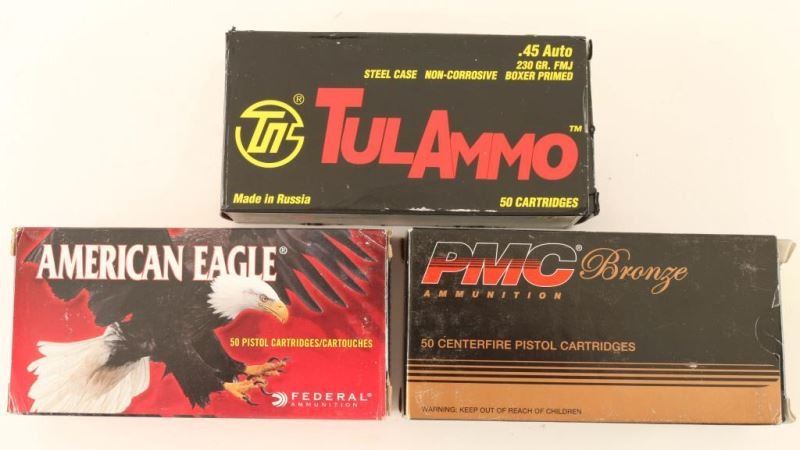 .45 Auto
230 GR. FMJ
STEEL CASE NON-CORROSIVE BOXER PRIMED
®
TULAMMO™
Made in Russia
50 CARTRIDGES
AMERICAN EAGLE®
50 PISTOL CARTRIDGES/CARTOUCHES
FEDERAL
AMMUNITION
PMC® Bronze
AMMUNITION
50 CENTERFIRE PISTOL CARTRIDGES
WARNING: KEEP OUT OF REACH OF CHILDREN